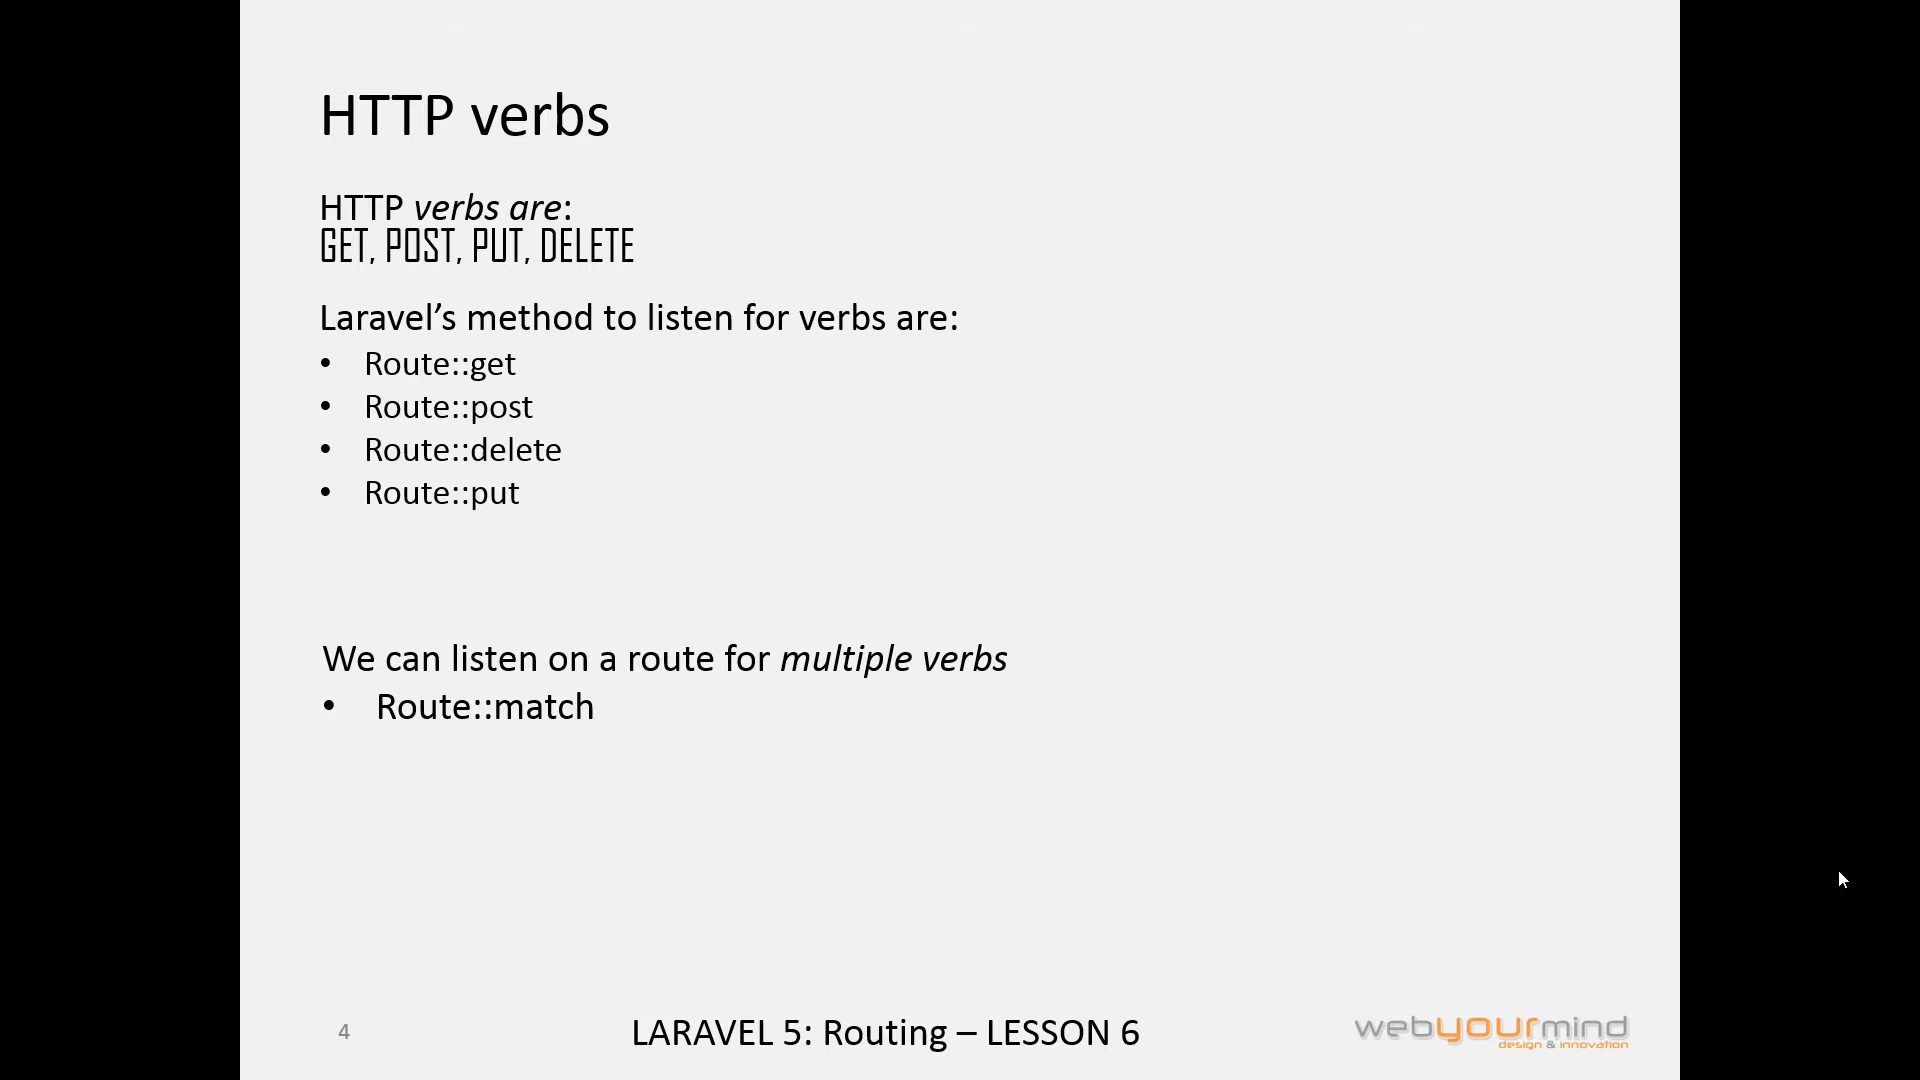 HTTP verbs
HTTP verbs are:
GET, POST, PUT, DELETE
Laravel’s method to listen for verbs are:
• Route::get
• Route::post
• Route::delete
• Route::put
We can listen on a route for multiple verbs
• Route::match
4
LARAVEL 5: Routing – LESSON 6
webyourmind
design & innovation